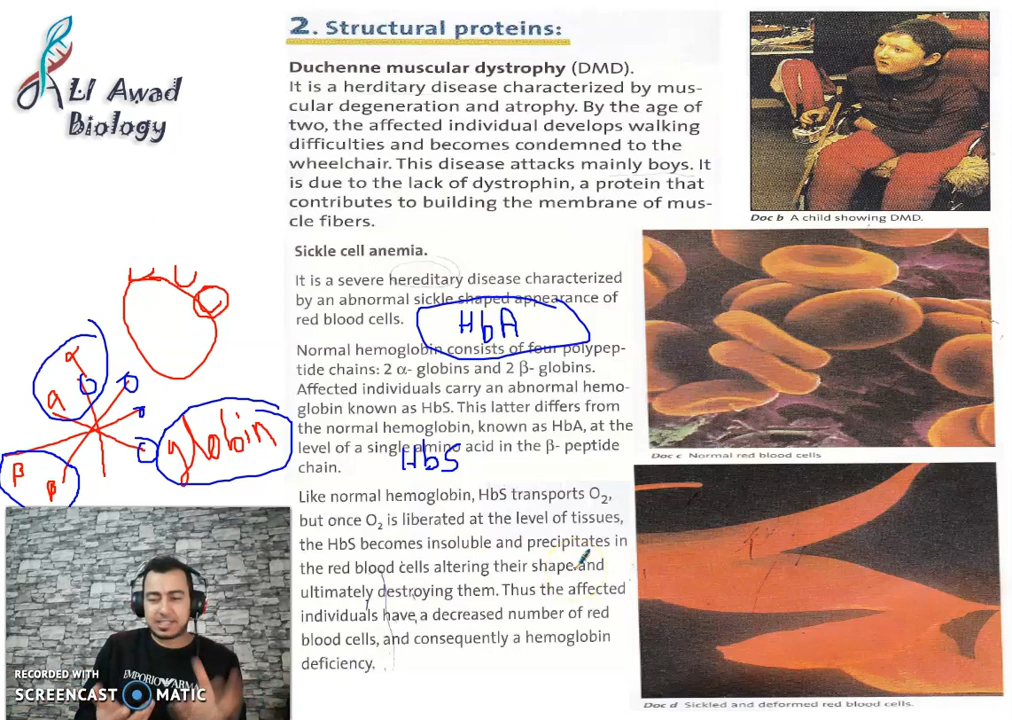 ALI Awad
Biology
2. Structural proteins:
Duchenne muscular dystrophy (DMD).
It is a herditary disease characterized by mus-
cular degeneration and atrophy. By the age of
two, the affected individual develops walking
difficulties and becomes condemned to the
wheelchair. This disease attacks mainly boys. It
is due to the lack of dystrophin, a protein that
contributes to building the membrane of mus-
cle fibers.
Doc b A child showing DMD.
Sickle cell anemia.
It is a severe hereditary disease characterized
by an abnormal sickle shaped appearance of
red blood cells.
HbA
Normal hemoglobin consists of four polypep-
tide chains: 2 α- globins and 2 β- globins.
Affected individuals carry an abnormal hemo-
globin known as HbS. This latter differs from
the normal hemoglobin, known as HbA, at the
level of a single amino acid in the β- peptide
chain.
HbS
Doc c Normal red blood cells
α
β
β
globin
Like normal hemoglobin, HbS transports O₂,
but once O₂ is liberated at the level of tissues,
the HbS becomes insoluble and precipitates in
the red blood cells altering their shape and
ultimately destroying them. Thus the affected
individuals have a decreased number of red
blood cells, and consequently a hemoglobin
deficiency.
Doc d Sickled and deformed red blood cells.
EMPORIO ARMA
RECORDED WITH
SCREENCAST MATIC